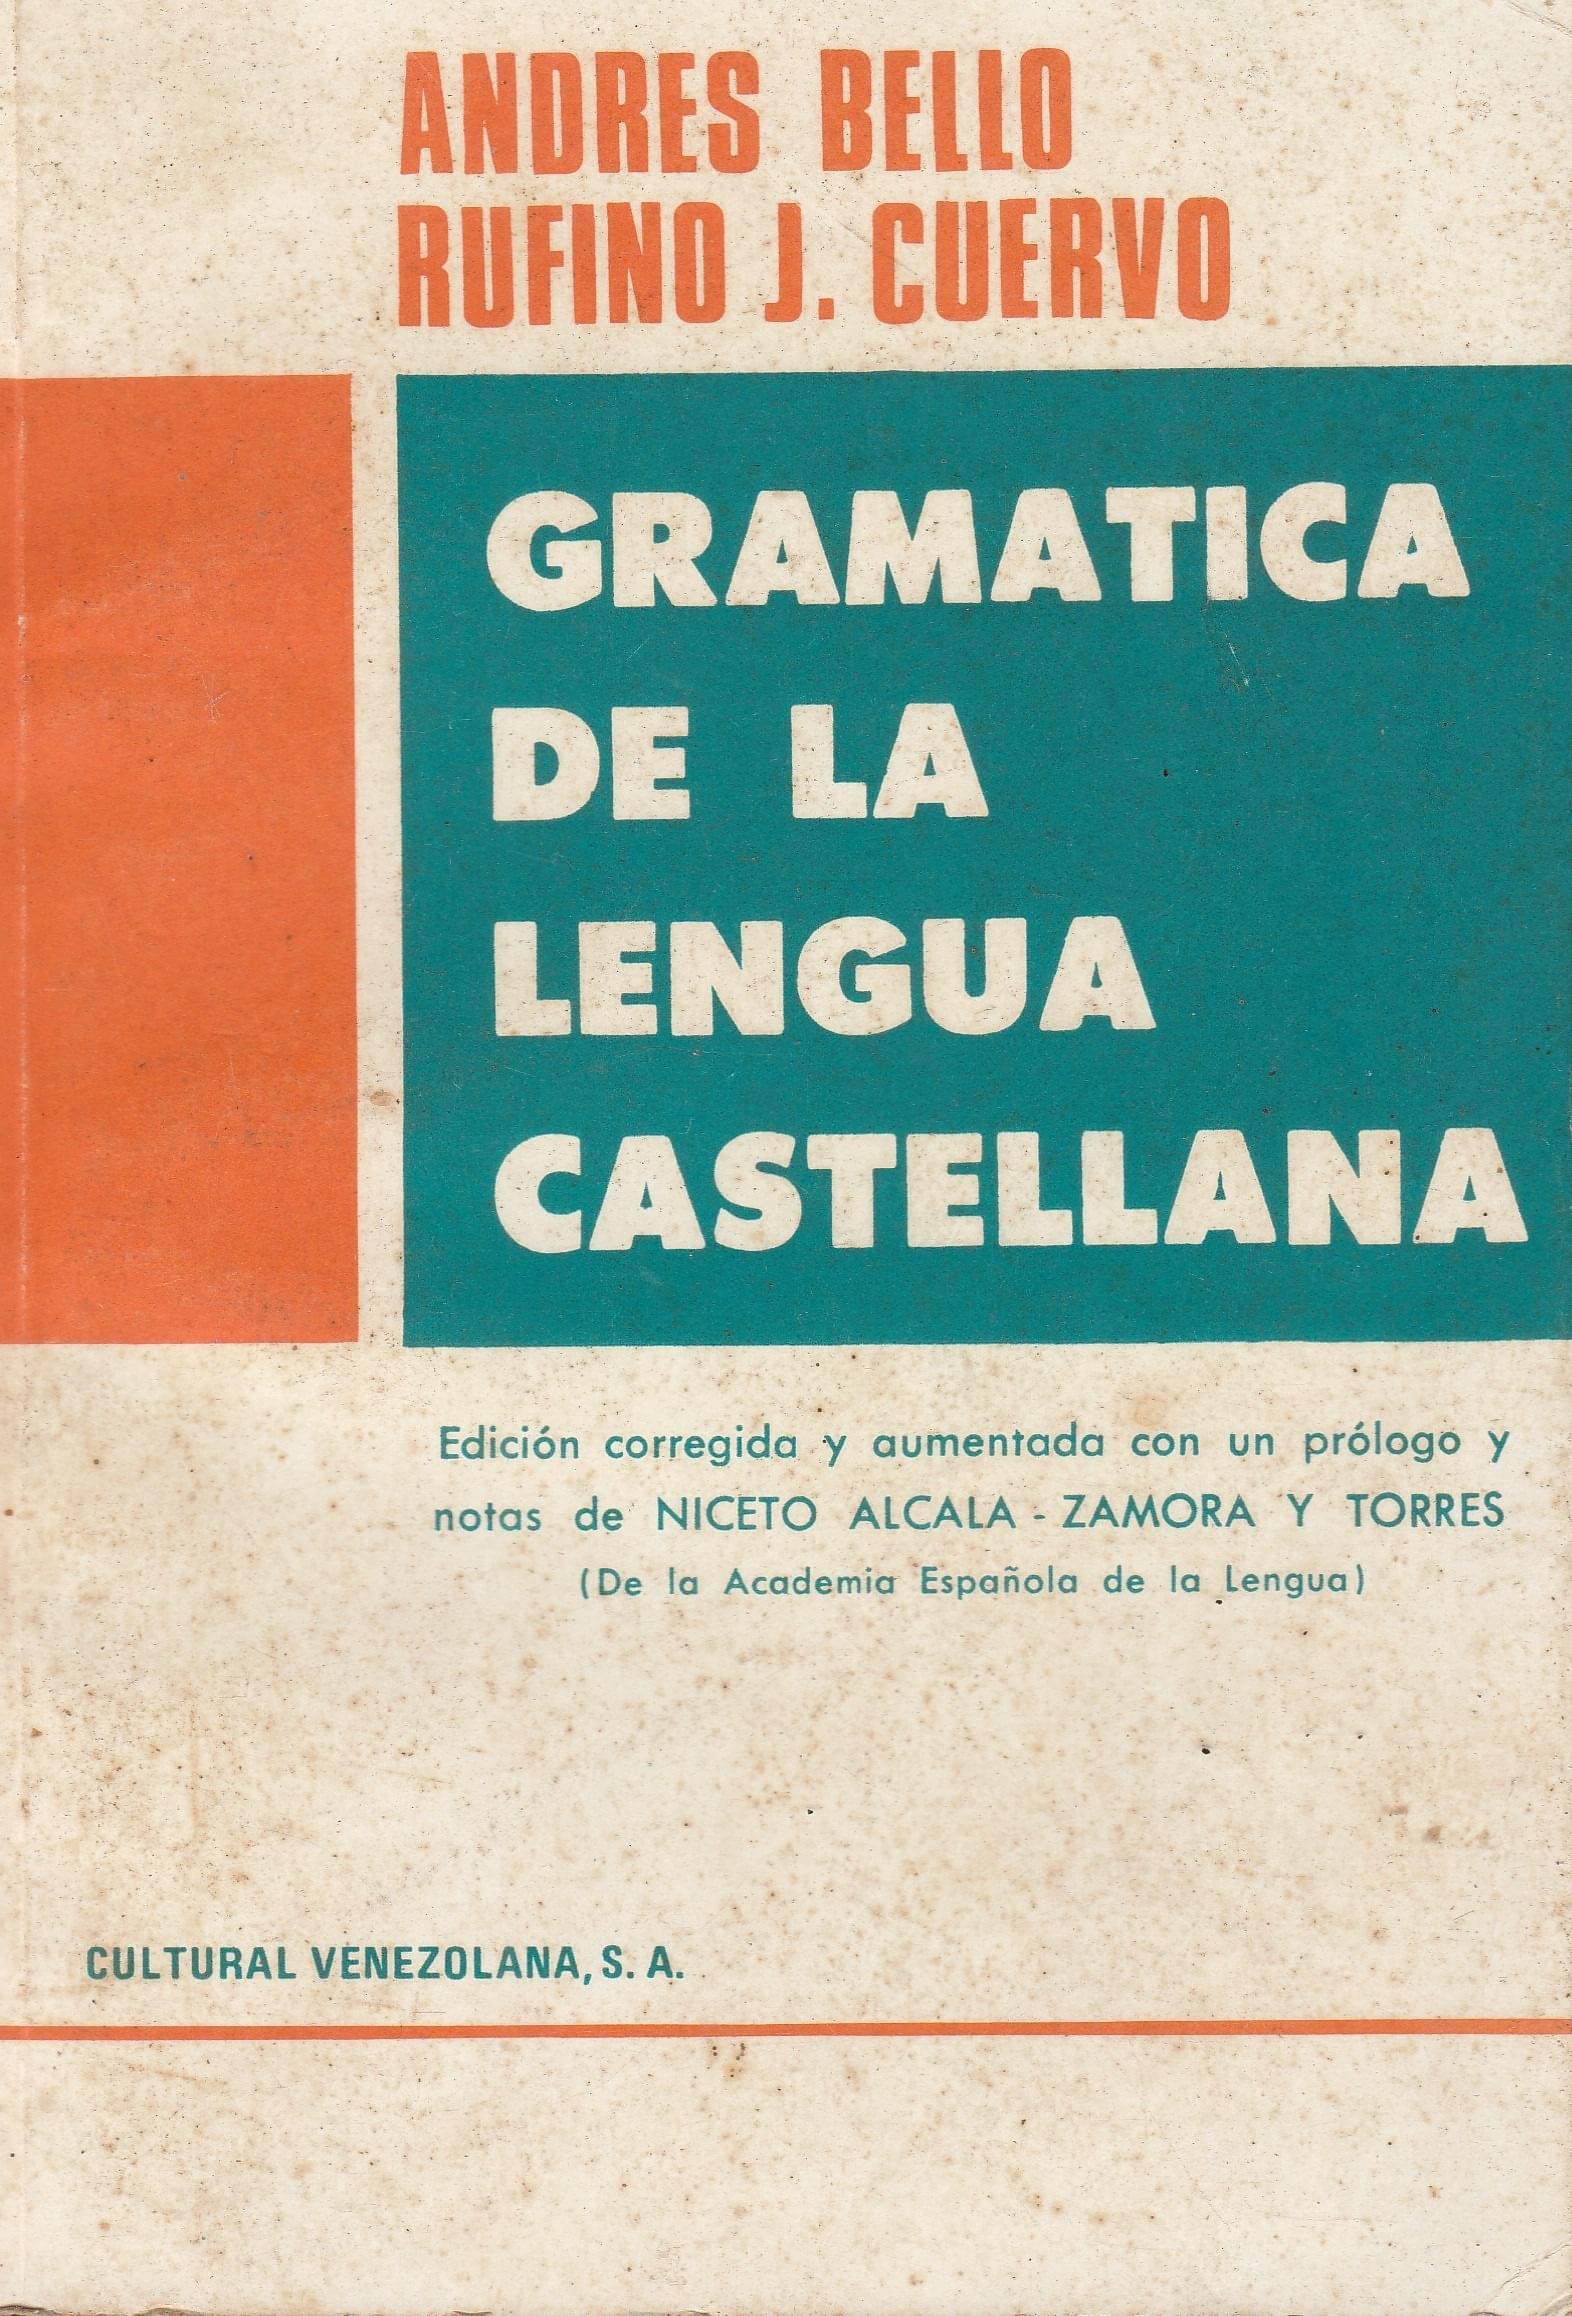 ANDRES BELLO
RUFINO J. CUERVO
GRAMATICA
DE LA
LENGUA
CASTELLANA
Edición corregida y aumentada con un prólogo y
notas de NICETO ALCALA - ZAMORA Y TORRES
(De la Academia Española de la Lengua)
CULTURAL VENEZOLANA, S. A.